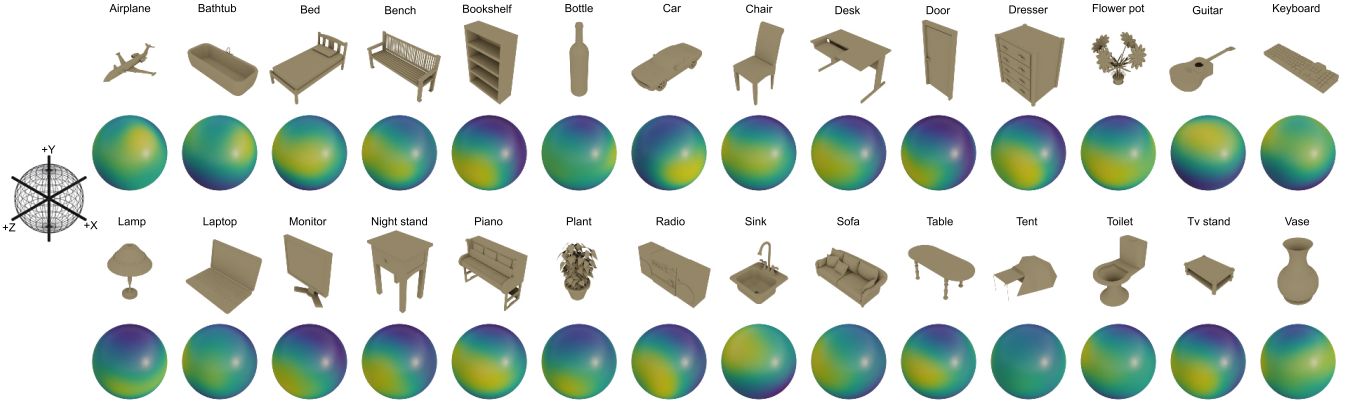 Airplane Bathtub Bed Bench Bookshelf Bottle Car Chair Desk Door Dresser Flower pot Guitar Keyboard
+Y
+Z +X
Lamp Laptop Monitor Night stand Piano Plant Radio Sink Sofa Table Tent Toilet Tv stand Vase